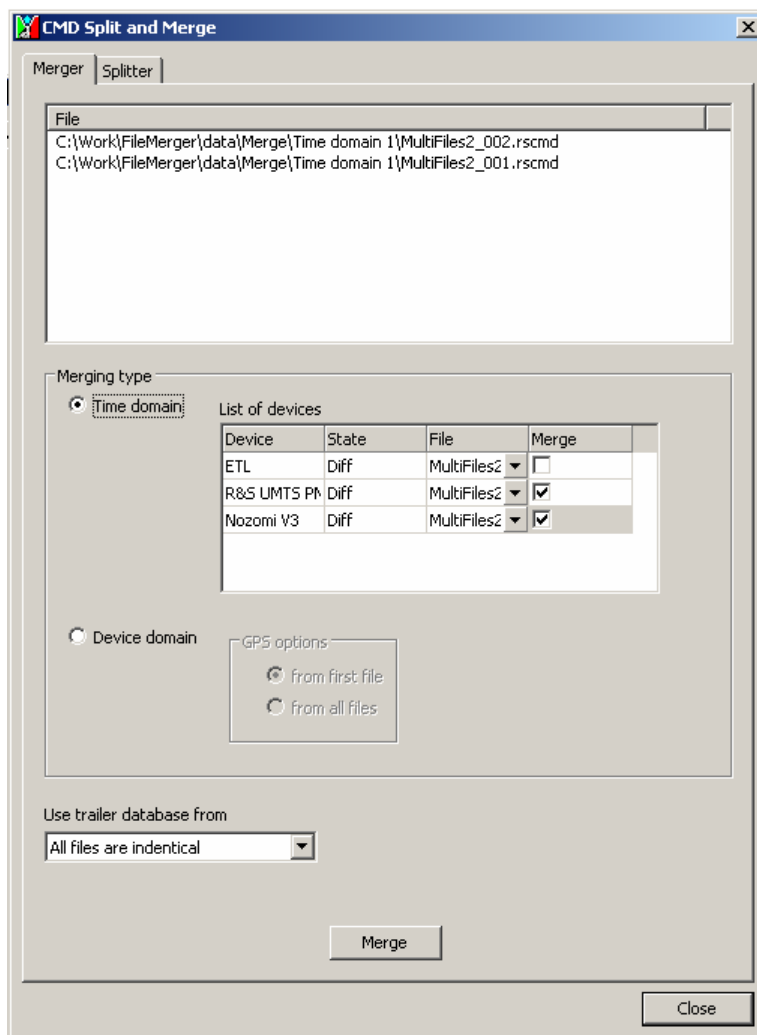 CMD Split and Merge
Merger Splitter
File
C:\Work\FileMerger\data\Merge\Time domain 1\MultiFiles2_002.rscmd
C:\Work\FileMerger\data\Merge\Time domain 1\MultiFiles2_001.rscmd
Merging type
Time domain
List of devices
Device State File Merge
ETL Diff MultiFiles2
R&S UMTS PN Diff MultiFiles2
Nozomi V3 Diff MultiFiles2
Device domain
GPS options
from first file
from all files
Use trailer database from
All files are indentical
Merge
Close